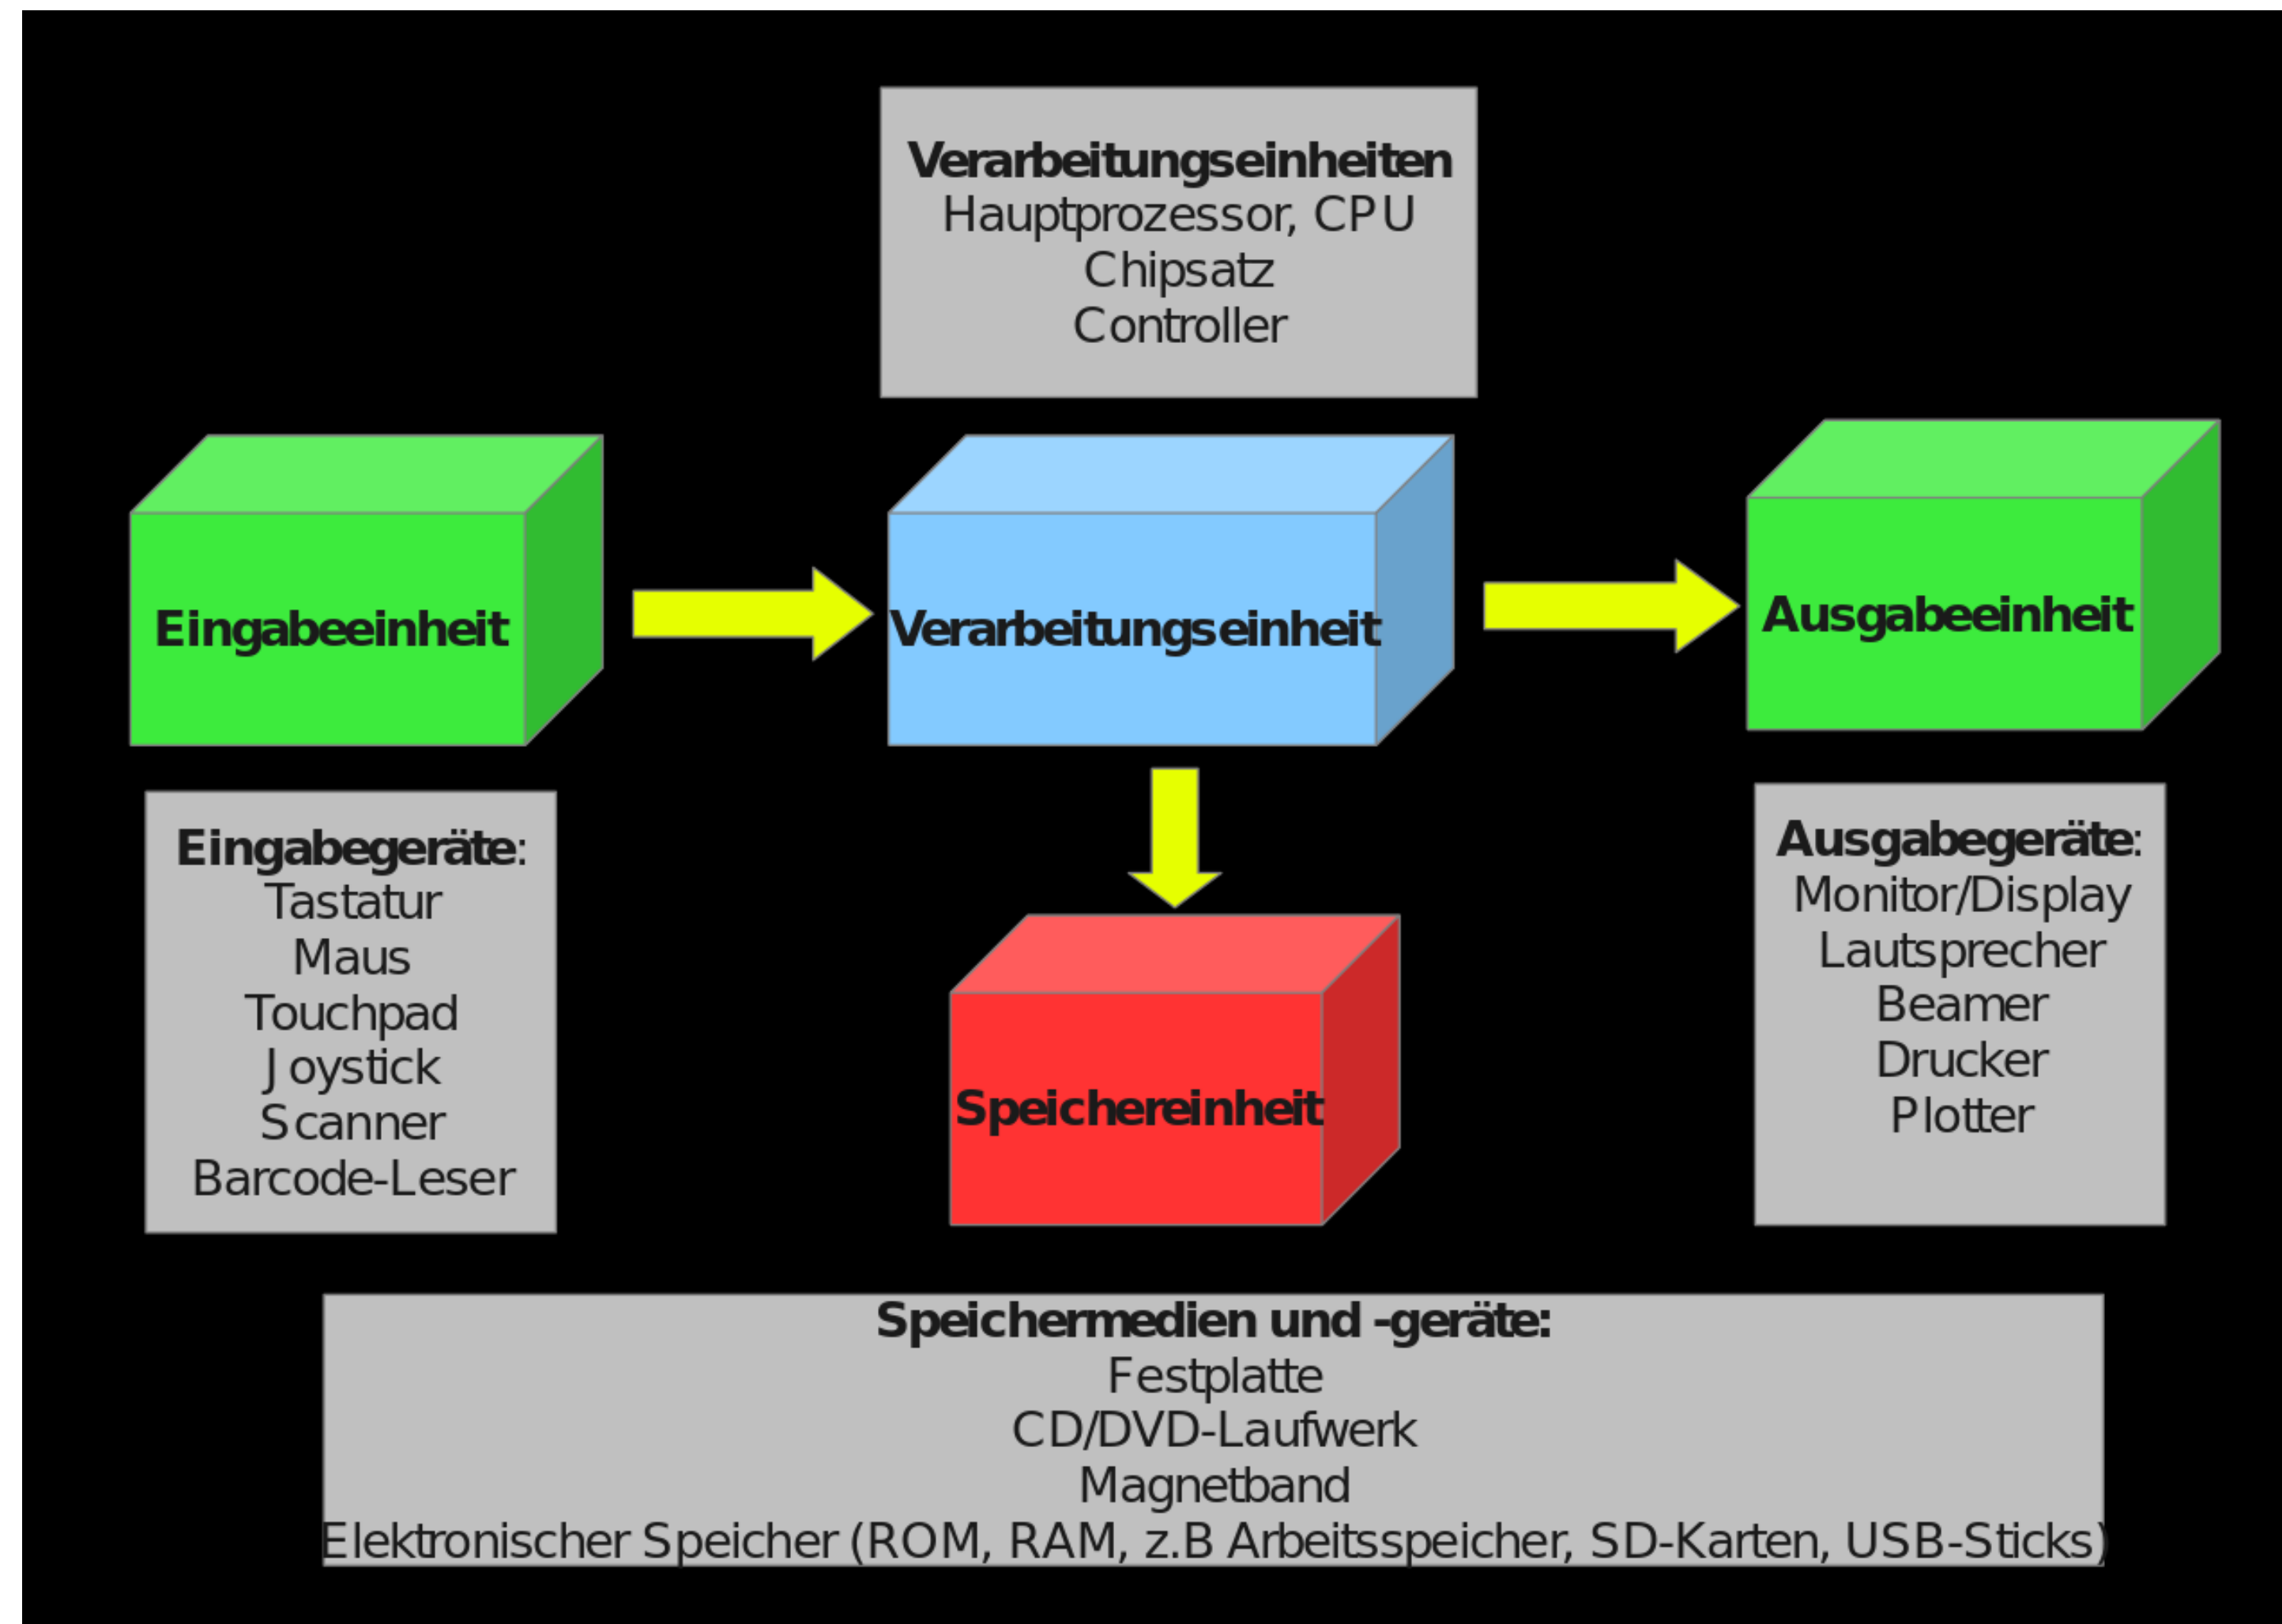 Verarbeitungseinheiten
Hauptprozessor, CPU
Chipsatz
Controller
Eingabeeinheit
Verarbeitungseinheit
Ausgabeeinheit
Eingabegeräte:
Tastatur
Maus
Touchpad
Joystick
Scanner
Barcode-Leser
Speichereinheit
Ausgabegeräte:
Monitor/Display
Lautsprecher
Beamer
Drucker
Plotter
Speichermedien und -geräte:
Festplatte
CD/DVD-Laufwerk
Magnetband
Elektronischer Speicher (ROM, RAM, z.B Arbeitsspeicher, SD-Karten, USB-Sticks)